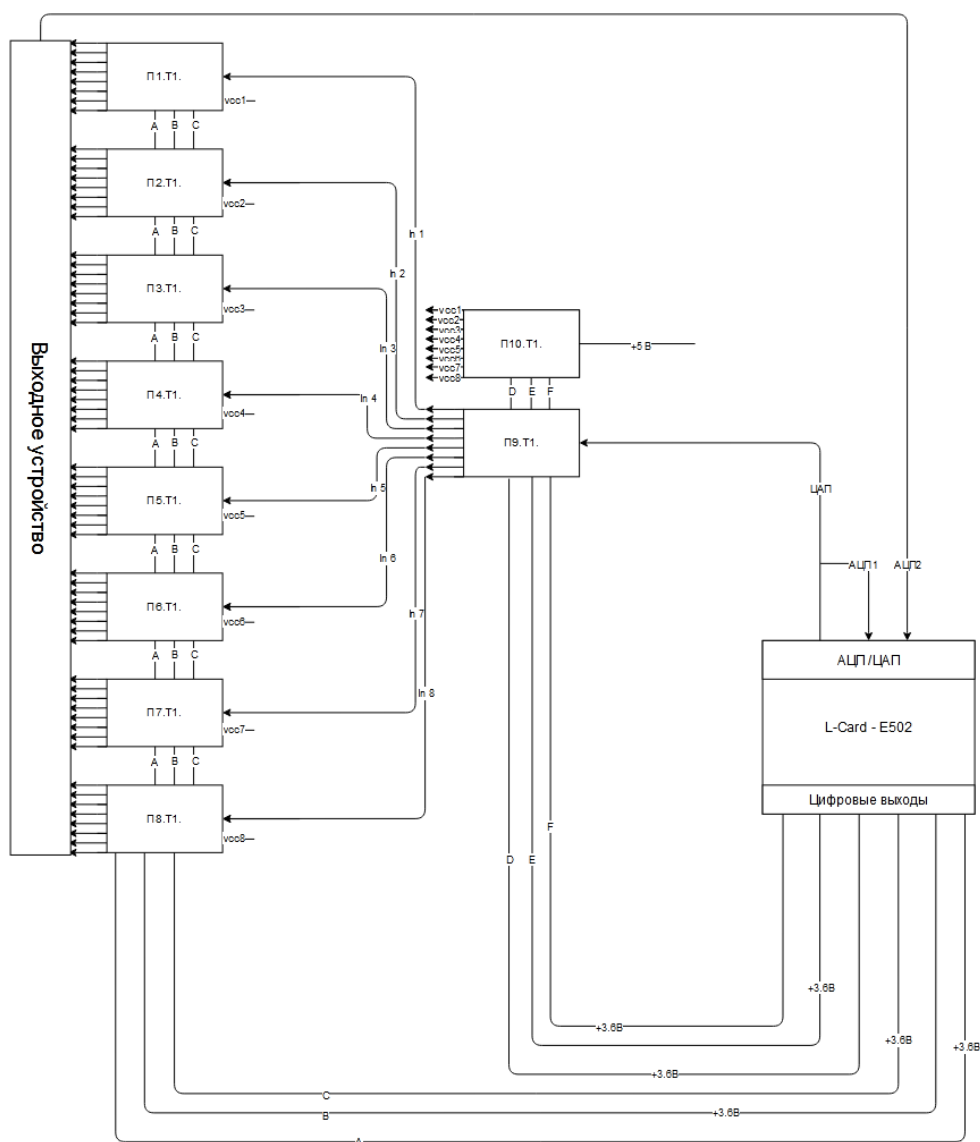 Выходное устройство
П1.Т1.
vcc1
A B C
П2.Т1.
vcc2
A B C
П3.Т1.
vcc3
A B C
П4.Т1.
vcc4
A B C
П5.Т1.
vcc5
A B C
П6.Т1.
vcc6
A B C
П7.Т1.
vcc7
A B C
П8.Т1.
vcc8
In 1
In 2
In 3
In 4
In 5
In 6
In 7
In 8
vcc1
vcc2
vcc3
vcc4
vcc5
vcc6
vcc7
vcc8
П10.Т1.
+5 В
D E F
П9.Т1.
ЦАП
АЦП1
АЦП2
АЦП/ЦАП
L-Card - E502
Цифровые выходы
F
D E
+3.6В
+3.6В
+3.6В
+3.6В
+3.6В
+3.6В
C
B
A